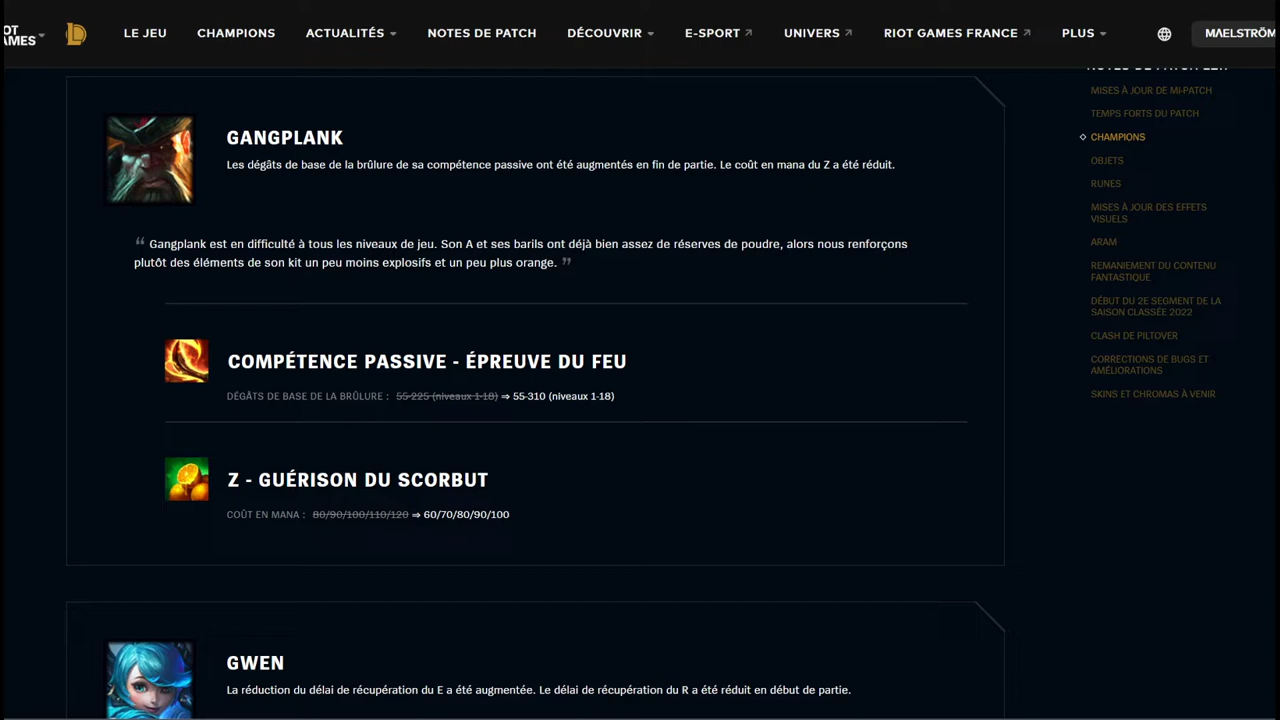 LE JEU
CHAMPIONS
ACTUALITÉS
NOTES DE PATCH
DÉCOUVRIR
E-SPORT
UNIVERS
RIOT GAMES FRANCE
PLUS
GANGPLANK
Les dégâts de base de la brûlure de sa compétence passive ont été augmentés en fin de partie. Le coût en mana du Z a été réduit.
“ Gangplank est en difficulté à tous les niveaux de jeu. Son A et ses barils ont déjà bien assez de réserves de poudre, alors nous renforçons
plutôt des éléments de son kit un peu moins explosifs et un peu plus orange. ”
COMPÉTENCE PASSIVE - ÉPREUVE DU FEU
DÉGÂTS DE BASE DE LA BRÛLURE : 55-225 (niveaux 1-18) ⇒ 55-310 (niveaux 1-18)
Z - GUÉRISON DU SCORBUT
COÛT EN MANA : 80/90/100/110/120 ⇒ 60/70/80/90/100
GWEN
La réduction du délai de récupération du E a été augmentée. Le délai de récupération du R a été réduit en début de partie.
MISES À JOUR DE MI-PATCH
TEMPS FORTS DU PATCH
CHAMPIONS
OBJETS
RUNES
MISES À JOUR DES EFFETS
VISUELS
ARAM
REMANIEMENT DU CONTENU
FANTASTIQUE
DÉBUT DU 2E SEGMENT DE LA
SAISON CLASSÉE 2022
CLASH DE PILTOVER
CORRECTIONS DE BUGS ET
AMÉLIORATIONS
SKINS ET CHROMAS À VENIR